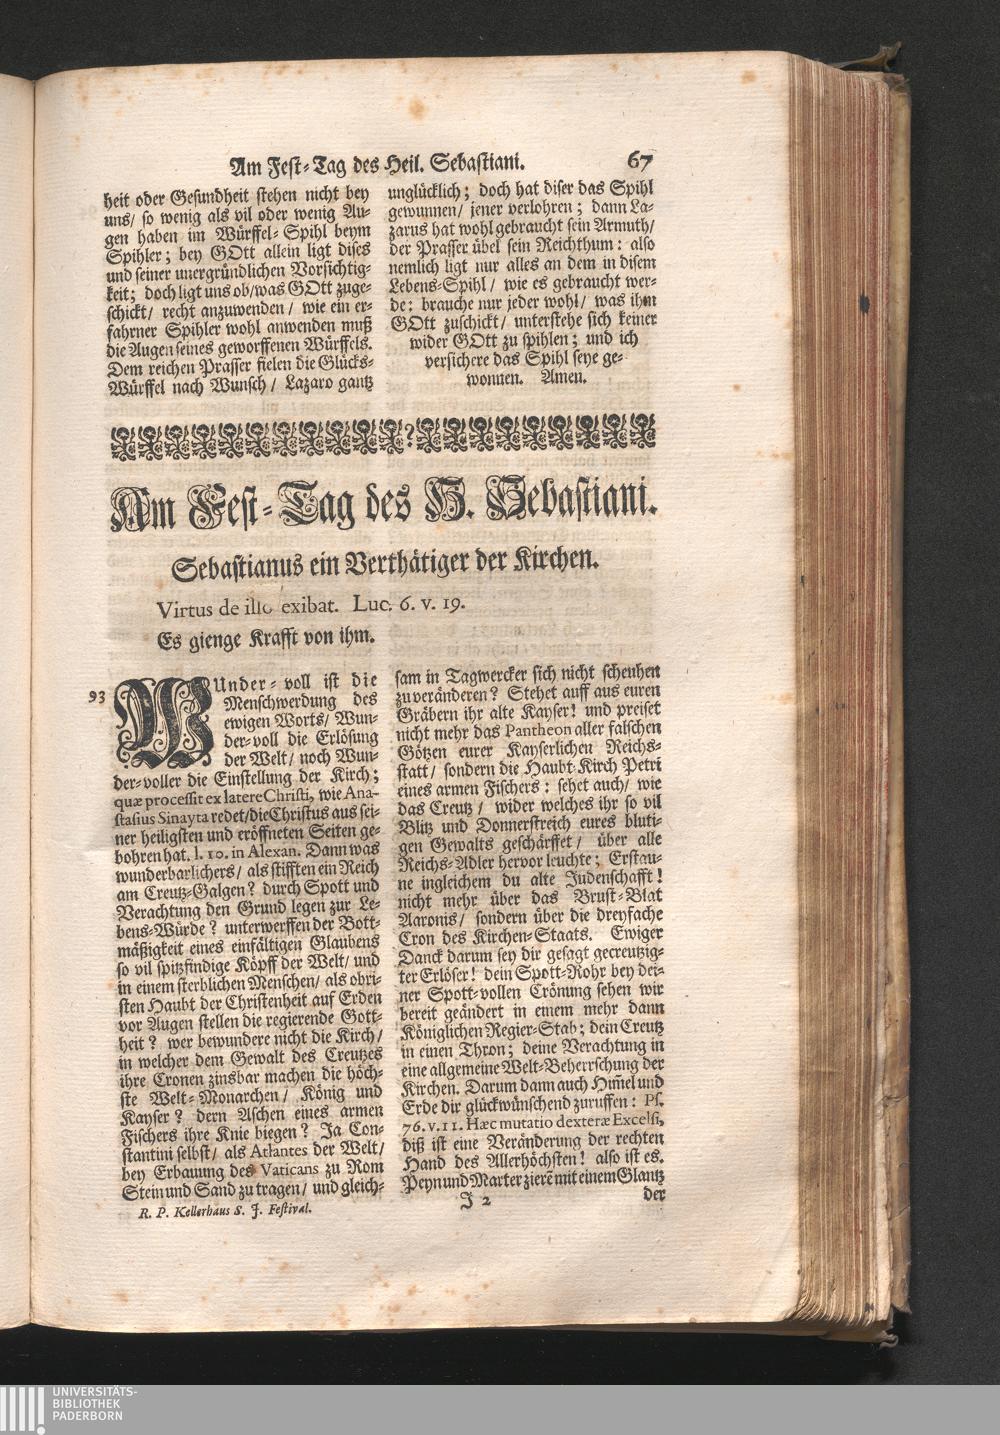 Am Fest-Tag des Heil. Sebastiani. 67
heit oder Gesundheit stehen nicht bey
uns/ so wenig als vil oder wenig Au-
gen haben im Würffel-Spihl beym
Spihler; bey GOtt allein ligt dises
und seiner unergründlichen Vorsichtig-
keit; doch ligt uns ob/ was GOtt zuge-
schickt/ recht anzuwenden/ wie ein er-
fahrner Spihler wohl anwenden muß
die Augen seines geworffenen Würffels.
Dem reichen Prasser fielen die Glücks-
Würffel nach Wunsch/ Lazaro gantz
unglücklich; doch hat diser das Spihl
gewunnen/ jener verlohren; dann La-
zarus hat wohl gebraucht sein Armuth/
der Prasser übel sein Reichthum: also
nemlich ligt nur alles an dem in disem
Lebens-Spihl/ wie es gebraucht wer-
de: brauche nur jeder wohl/ was ihm
GOtt zuschickt/ unterstehe sich keiner
wider GOtt zu spihlen; und ich
versichere das Spihl seye ge-
wonnen. Amen.
Am Fest-Tag des H. Sebastiani.
Sebastianus ein Verthätiger der Kirchen.
Virtus de illo exibat. Luc. 6. v. 19.
Es gienge Krafft von ihm.
93 WUnder-voll ist die
Menschwerdung des
ewigen Worts/ Wun-
der-voll die Erlösung
der Welt/ noch Wun-
der-voller die Einstellung der Kirch;
quæ processit ex latere Christi, wie Ana-
stasius Sinayta redet/ die Christus aus sei-
ner heiligsten und eröffneten Seiten ge-
bohren hat. l. 10. in Alexan. Dann was
wunderbarlichers/ als stifften ein Reich
am Creutz-Galgen? durch Spott und
Verachtung den Grund legen zur Le-
bens-Würde? unterwerffen der Bott-
mäßigkeit eines einfältigen Glaubens
so vil spitzfindige Köpff der Welt/ und
in einem sterblichen Menschen/ als obri-
sten Haubt der Christenheit auf Erden
vor Augen stellen die regierende Gott-
heit? wer bewundere nicht die Kirch/
in welcher dem Gewalt des Creutzes
ihre Cronen zinsbar machen die höch-
ste Welt-Monarchen/ König und
Kayser? dern Aschen eines armen
Fischers ihre Knie biegen? Ja Con-
stantini selbst/ als Atlantes der Welt/
bey Erbauung des Vaticans zu Rom
Stein und Sand zu tragen/ und gleich-
R. P. Kellerhaus S. J. Festival.
sam in Tagwercker sich nicht scheuhen
zu veränderen? Stehet auff aus euren
Gräbern ihr alte Kayser! und preiset
nicht mehr das Pantheon aller falschen
Götzen eurer Kayserlichen Reichs-
statt/ sondern die Haubt-Kirch Petri
eines armen Fischers: sehet auch/ wie
das Creutz/ wider welches ihr so vil
Blitz und Donnerstreich eures bluti-
gen Gewalts geschärffet/ über alle
Reichs-Adler hervor leuchte; Erstau-
ne ingleichem du alte Judenschafft!
nicht mehr über das Brust-Blat
Aaronis/ sondern über die dreyfache
Cron des Kirchen-Staats. Ewiger
Danck darum sey dir gesagt gecreutzig-
ter Erlöser! dein Spott-Rohr bey dei-
ner Spott-vollen Crönung sehen wir
bereit geändert in einem mehr dann
Königlichen Regier-Stab; dein Creutz
in einen Thron; deine Verachtung in
eine allgemeine Welt-Beherrschung der
Kirchen. Darum dann auch Him̃el und
Erde dir glückwünschend zuruffen: Ps.
76. v. 11. Hæc mutatio dexteræ Excelsi,
diß ist eine Veränderung der rechten
Hand des Allerhöchsten! also ist es.
Peyn und Marter zierẽ mit einem Glantz
J 2 der
UNIVERSITÄTS-
BIBLIOTHEK
PADERBORN